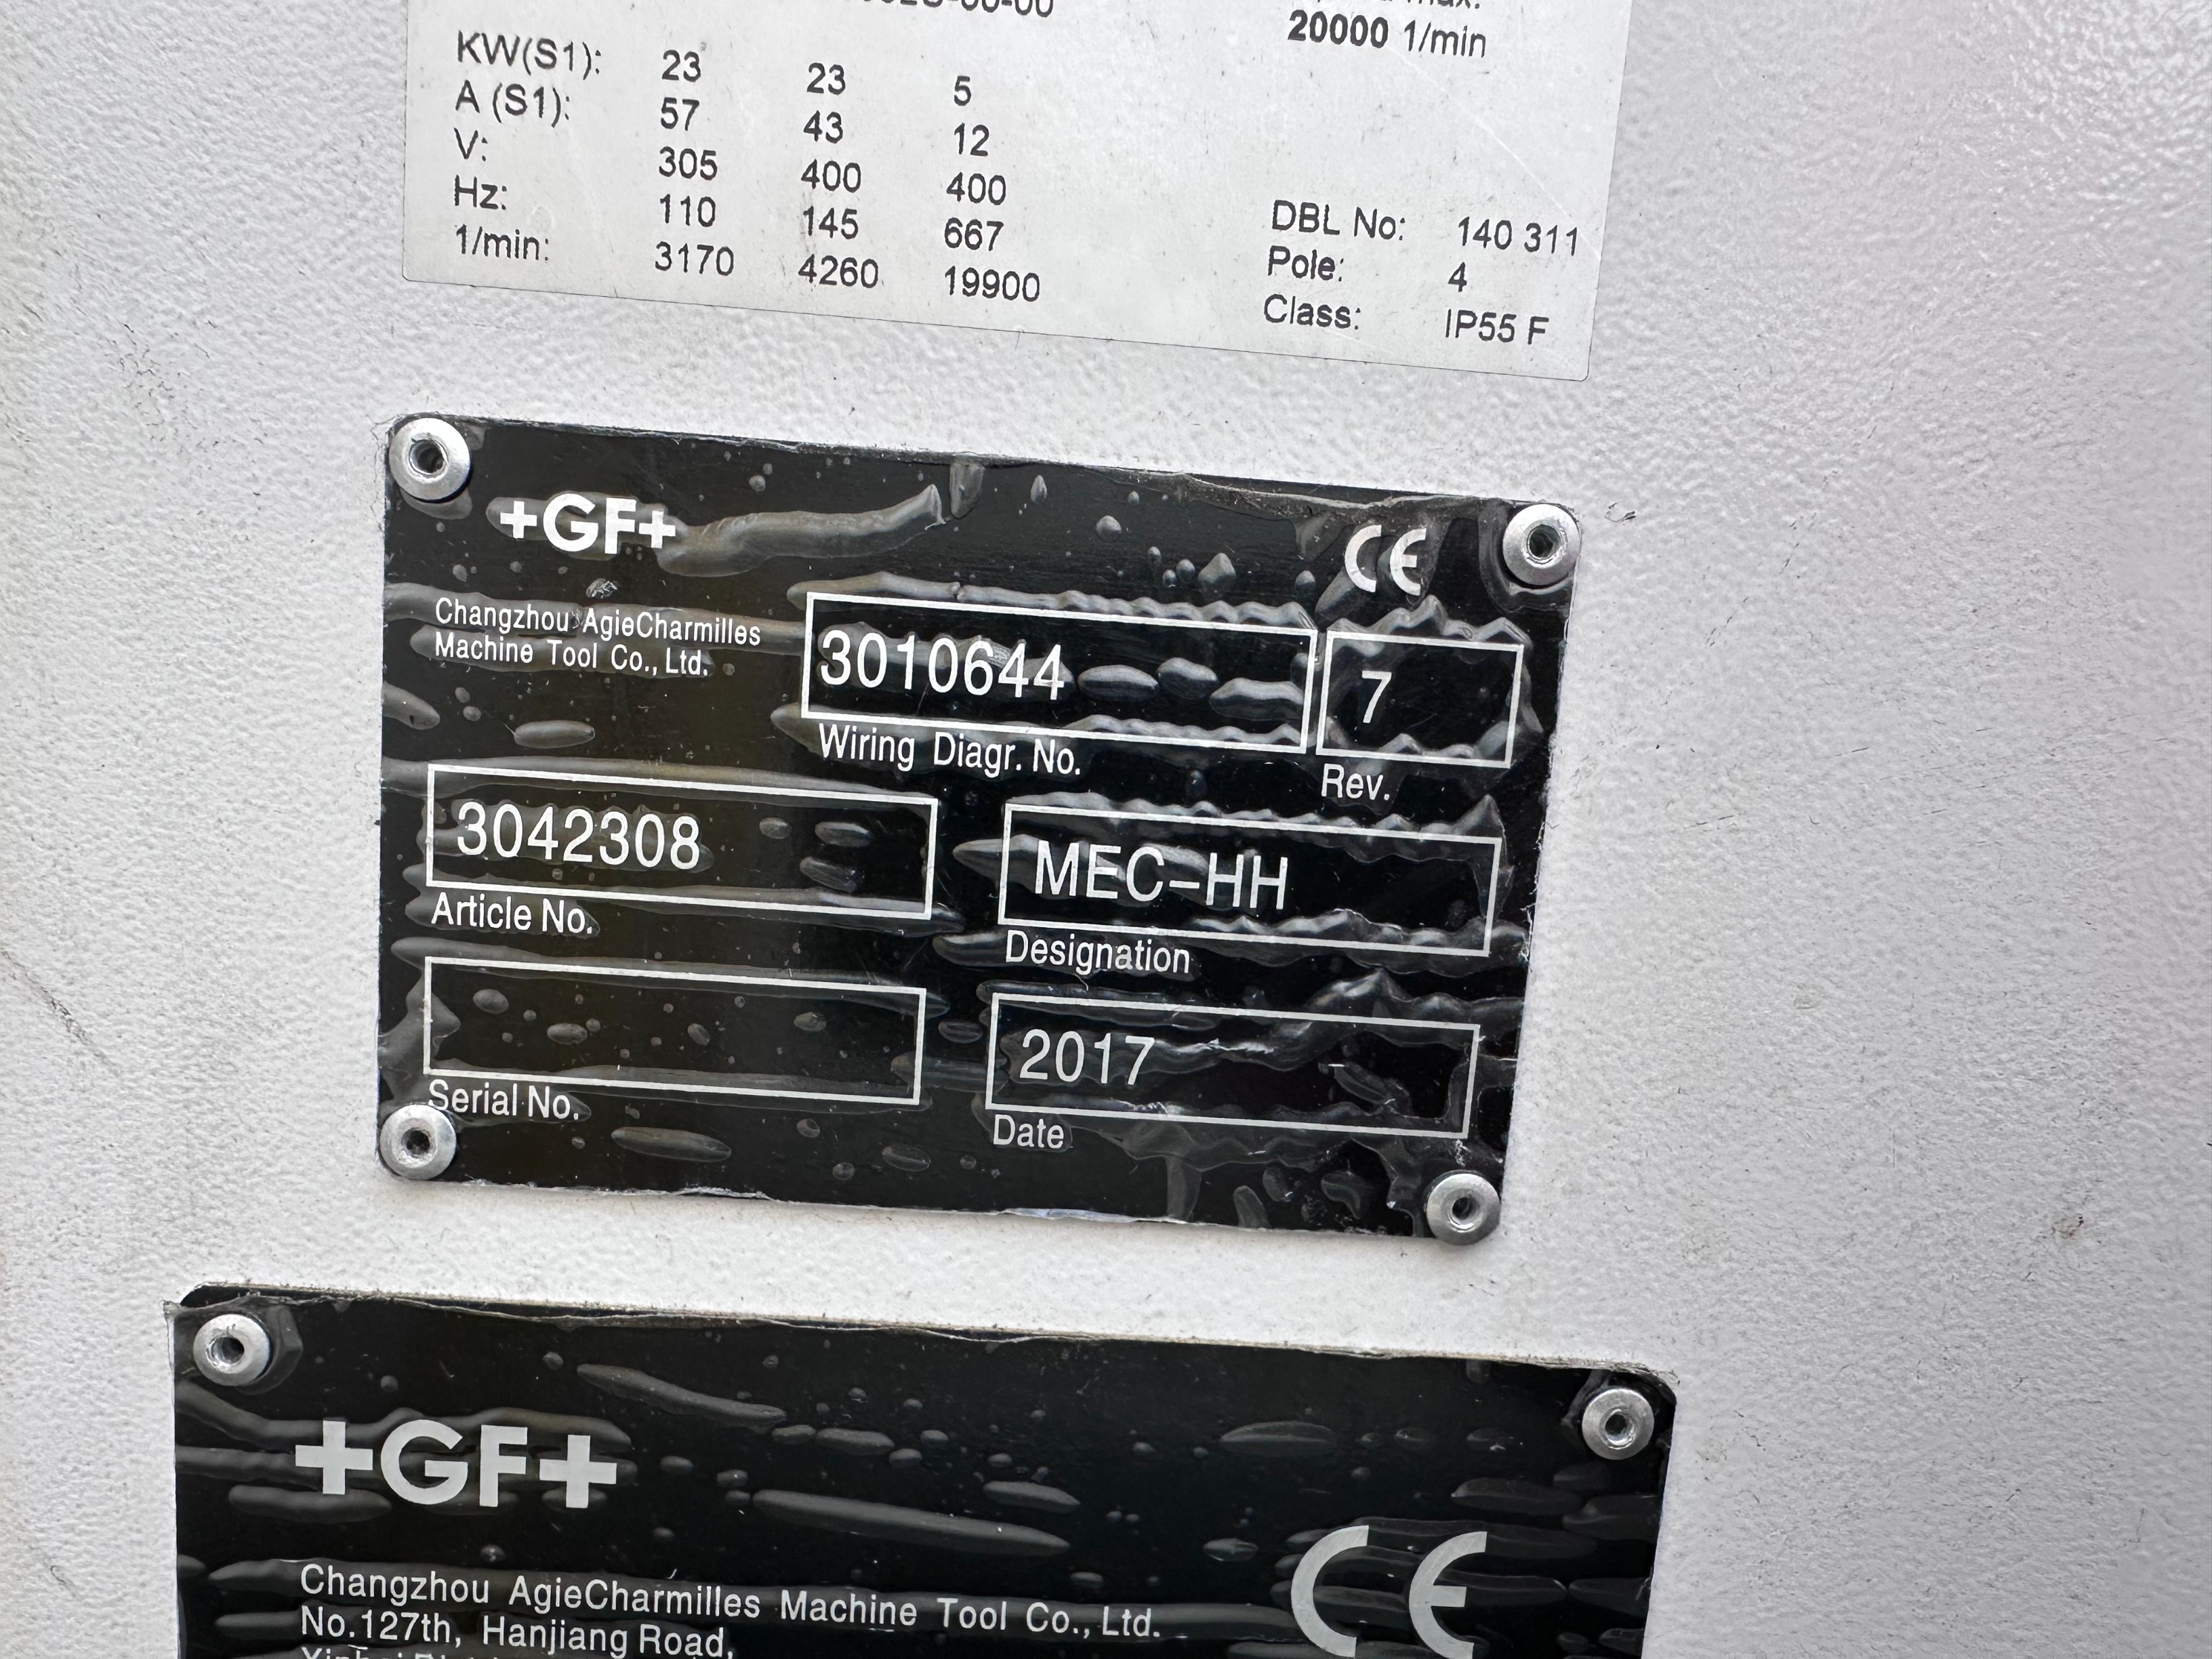 20000 1/min
KW(S1): 23 23 5
A (S1): 57 43 12
V: 305 400 400
Hz: 110 145 667
1/min: 3170 4260 19900
DBL No: 140 311
Pole: 4
Class: IP55 F
+GF+
CE
Changzhou AgieCharmilles
Machine Tool Co., Ltd.
3010644
7
Wiring Diagr. No.
Rev.
3042308
MEC-HH
Article No.
Designation
2017
Serial No.
Date
+GF+
CE
Changzhou AgieCharmilles Machine Tool Co., Ltd.
No.127th, Hanjiang Road,